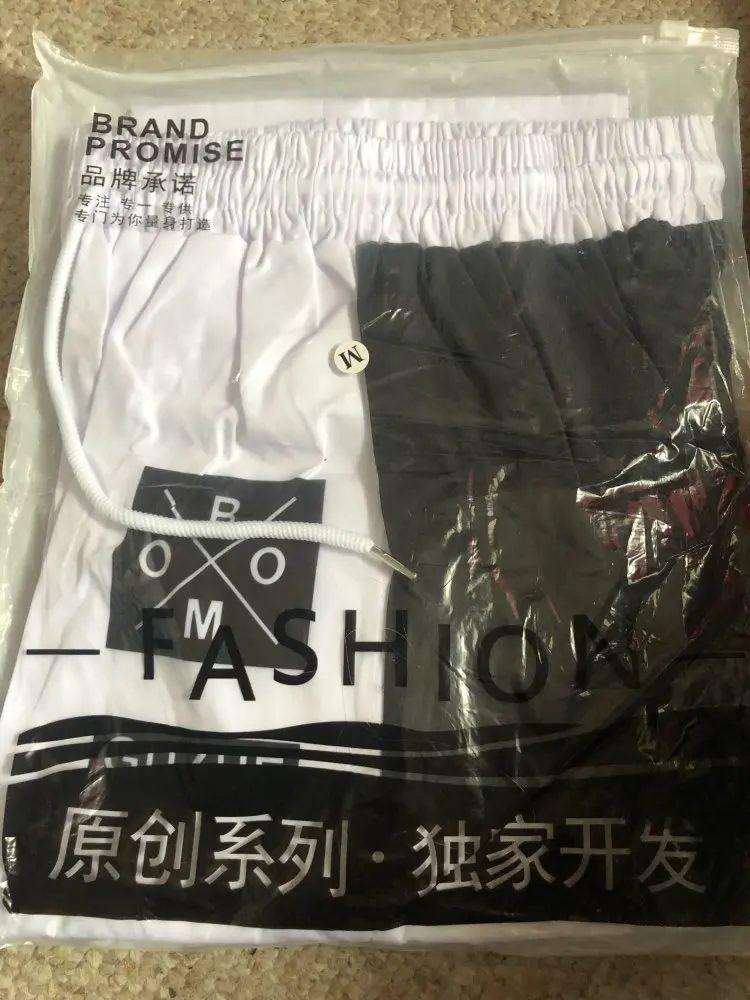 BRAND
PROMISE
品牌承诺
专注 专一 专供
专门为你量身打造
M
B
O O
M
FASHION
原创系列·独家开发